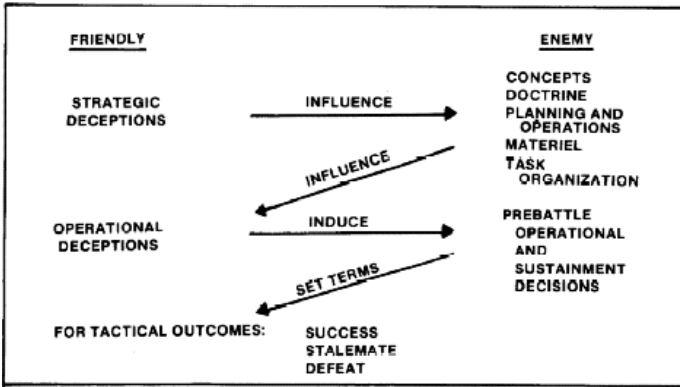 FRIENDLY
ENEMY
STRATEGIC
DECEPTIONS
INFLUENCE
CONCEPTS
DOCTRINE
PLANNING AND
OPERATIONS
MATERIEL
TASK
ORGANIZATION
INFLUENCE
OPERATIONAL
DECEPTIONS
INDUCE
PREBATTLE
OPERATIONAL
AND
SUSTAINMENT
DECISIONS
SET TERMS
FOR TACTICAL OUTCOMES: SUCCESS
STALEMATE
DEFEAT